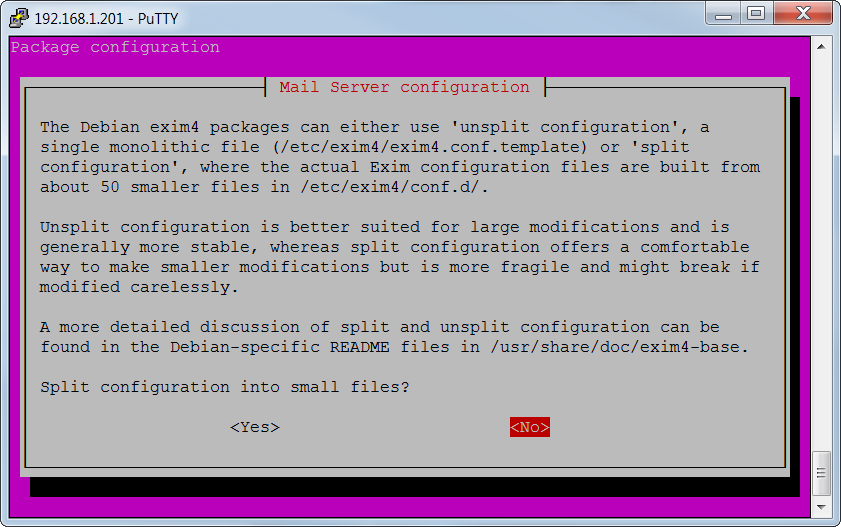 192.168.1.201 - PuTTY
Package configuration
Mail Server configuration
The Debian exim4 packages can either use 'unsplit configuration', a
single monolithic file (/etc/exim4/exim4.conf.template) or 'split
configuration', where the actual Exim configuration files are built from
about 50 smaller files in /etc/exim4/conf.d/.
Unsplit configuration is better suited for large modifications and is
generally more stable, whereas split configuration offers a comfortable
way to make smaller modifications but is more fragile and might break if
modified carelessly.
A more detailed discussion of split and unsplit configuration can be
found in the Debian-specific README files in /usr/share/doc/exim4-base.
Split configuration into small files?
<Yes> <No>